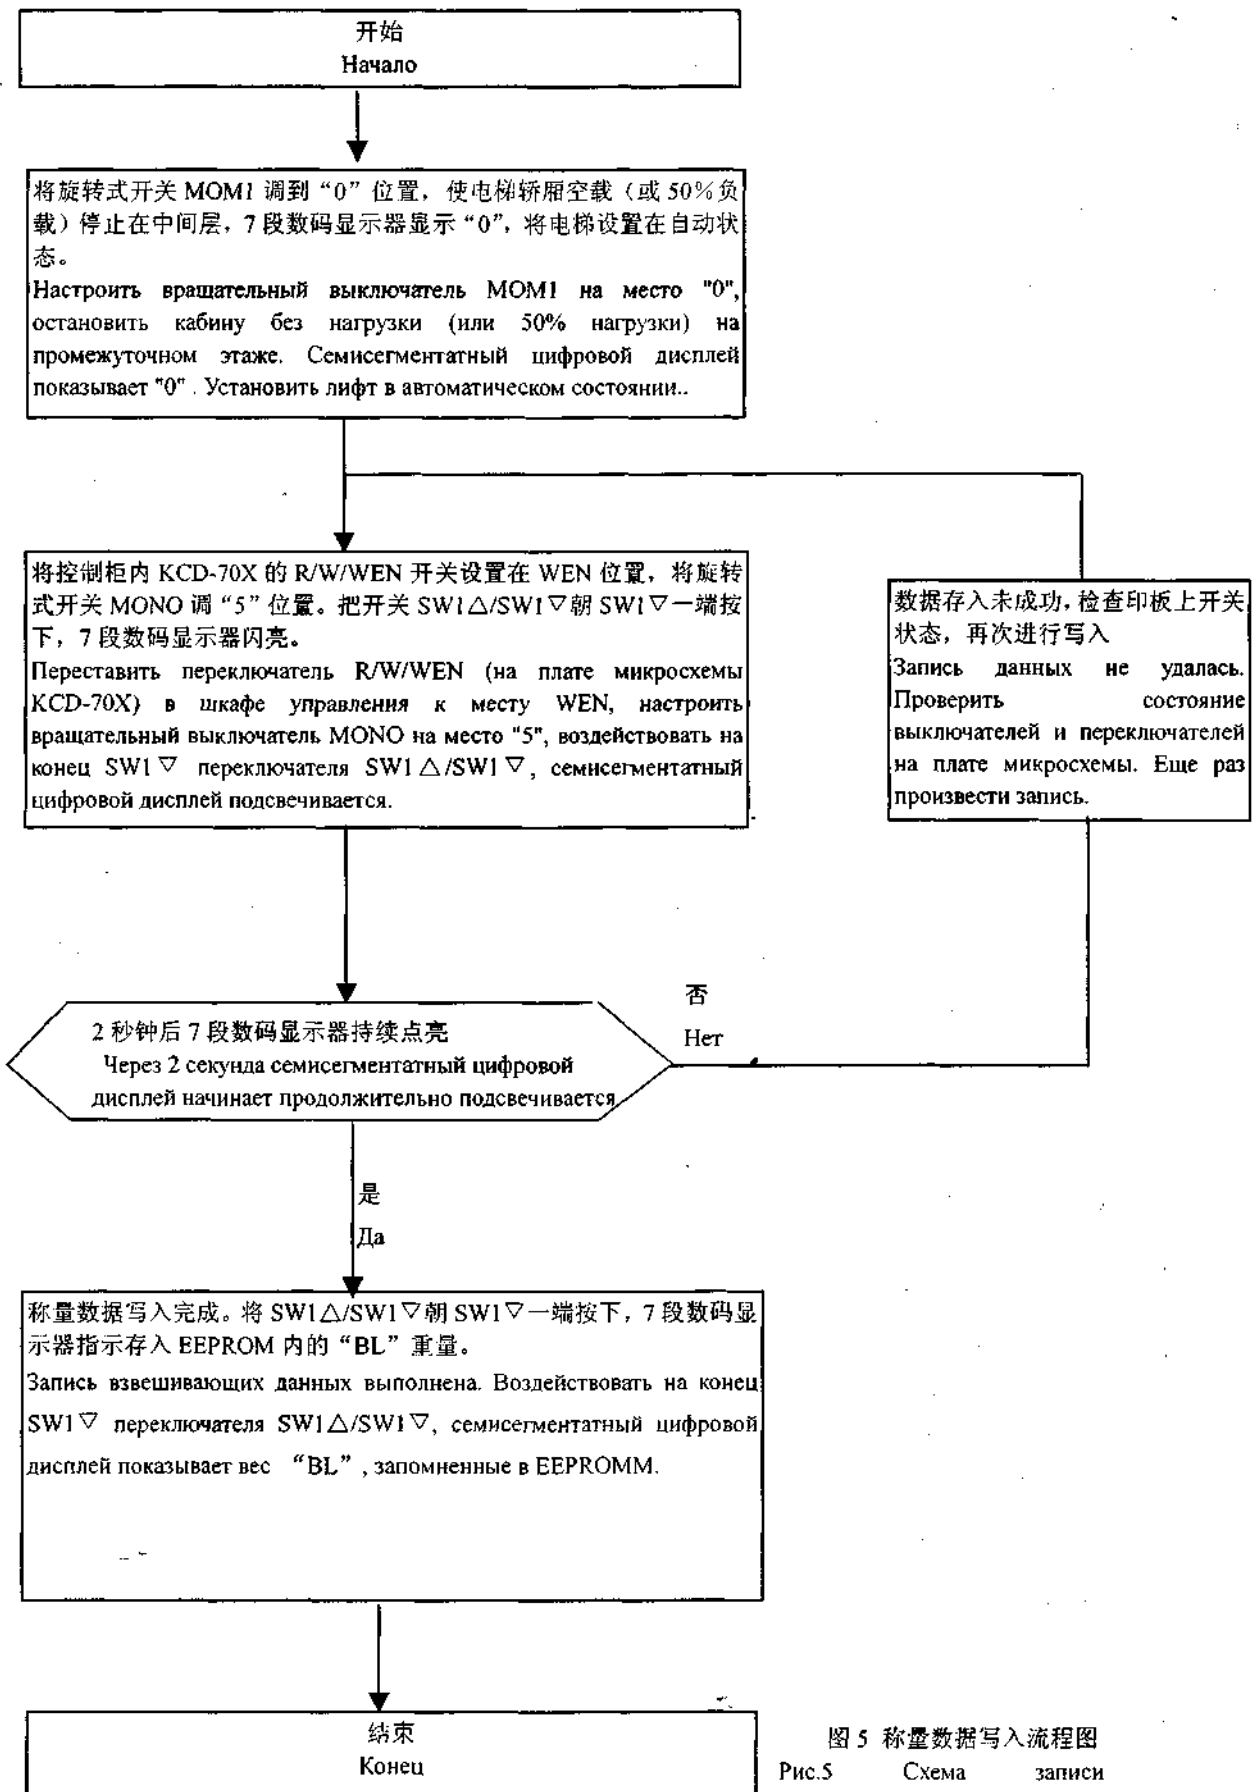 开始
Начало
将旋转式开关 MOM1 调到“0”位置，使电梯轿厢空载（或 50%负
载）停止在中间层，7 段数码显示器显示“0”，将电梯设置在自动状
态。
Настроить вращательный выключатель MOM1 на место "0",
остановить кабину без нагрузки (или 50% нагрузки) на
промежуточном этаже. Семисегментатный цифровой дисплей
показывает "0" . Установить лифт в автоматическом состоянии..
将控制柜内 KCD-70X 的 R/W/WEN 开关设置在 WEN 位置，将旋转
式开关 MONO 调“5”位置。把开关 SW1△/SW1▽朝 SW1▽一端按
下，7 段数码显示器闪亮。
Переставить переключатель R/W/WEN (на плате микросхемы
KCD-70X) в шкафе управления к месту WEN, настроить
вращательный выключатель MONO на место "5", воздействовать на
конец SW1▽ переключателя SW1△/SW1▽, семисегментатный
цифровой дисплей подсвечивается.
数据存入未成功，检查印板上开关
状态，再次进行写入
Запись данных не удалась.
Проверить состояние
выключателей и переключателей
на плате микросхемы. Еще раз
произвести запись.
2 秒钟后 7 段数码显示器持续点亮
Через 2 секунда семисегментатный цифровой
дисплей начинает продолжительно подсвечивается
否
Нет
是
Да
称量数据写入完成。将 SW1△/SW1▽朝 SW1▽一端按下，7 段数码显
示器指示存入 EEPROM 内的“BL”重量。
Запись взвешивающих данных выполнена. Воздействовать на конец
SW1▽ переключателя SW1△/SW1▽, семисегментатный цифровой
дисплей показывает вес “BL” , запомненные в EEPROMM.
结束
Конец
图 5 称量数据写入流程图
Рис.5 Схема записи